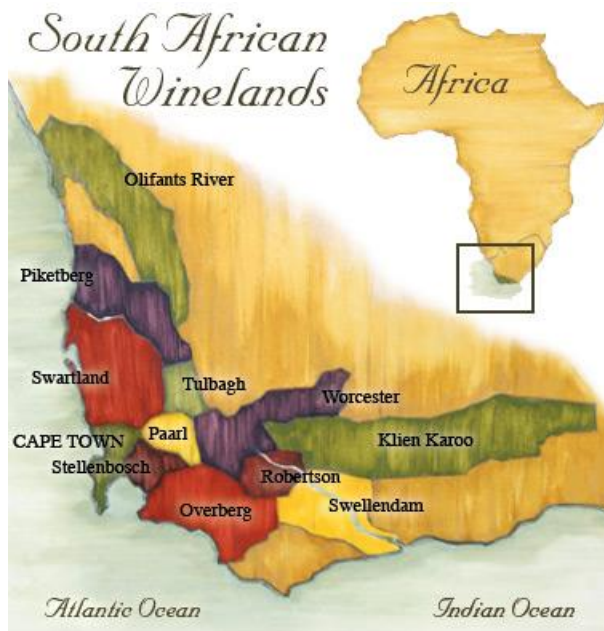 South African
Winelands
Africa
Olifants River
Piketberg
Swartland
Tulbagh
Worcester
CAPE TOWN
Paarl
Klien Karoo
Stellenbosch
Robertson
Overberg
Swellendam
Atlantic Ocean
Indian Ocean